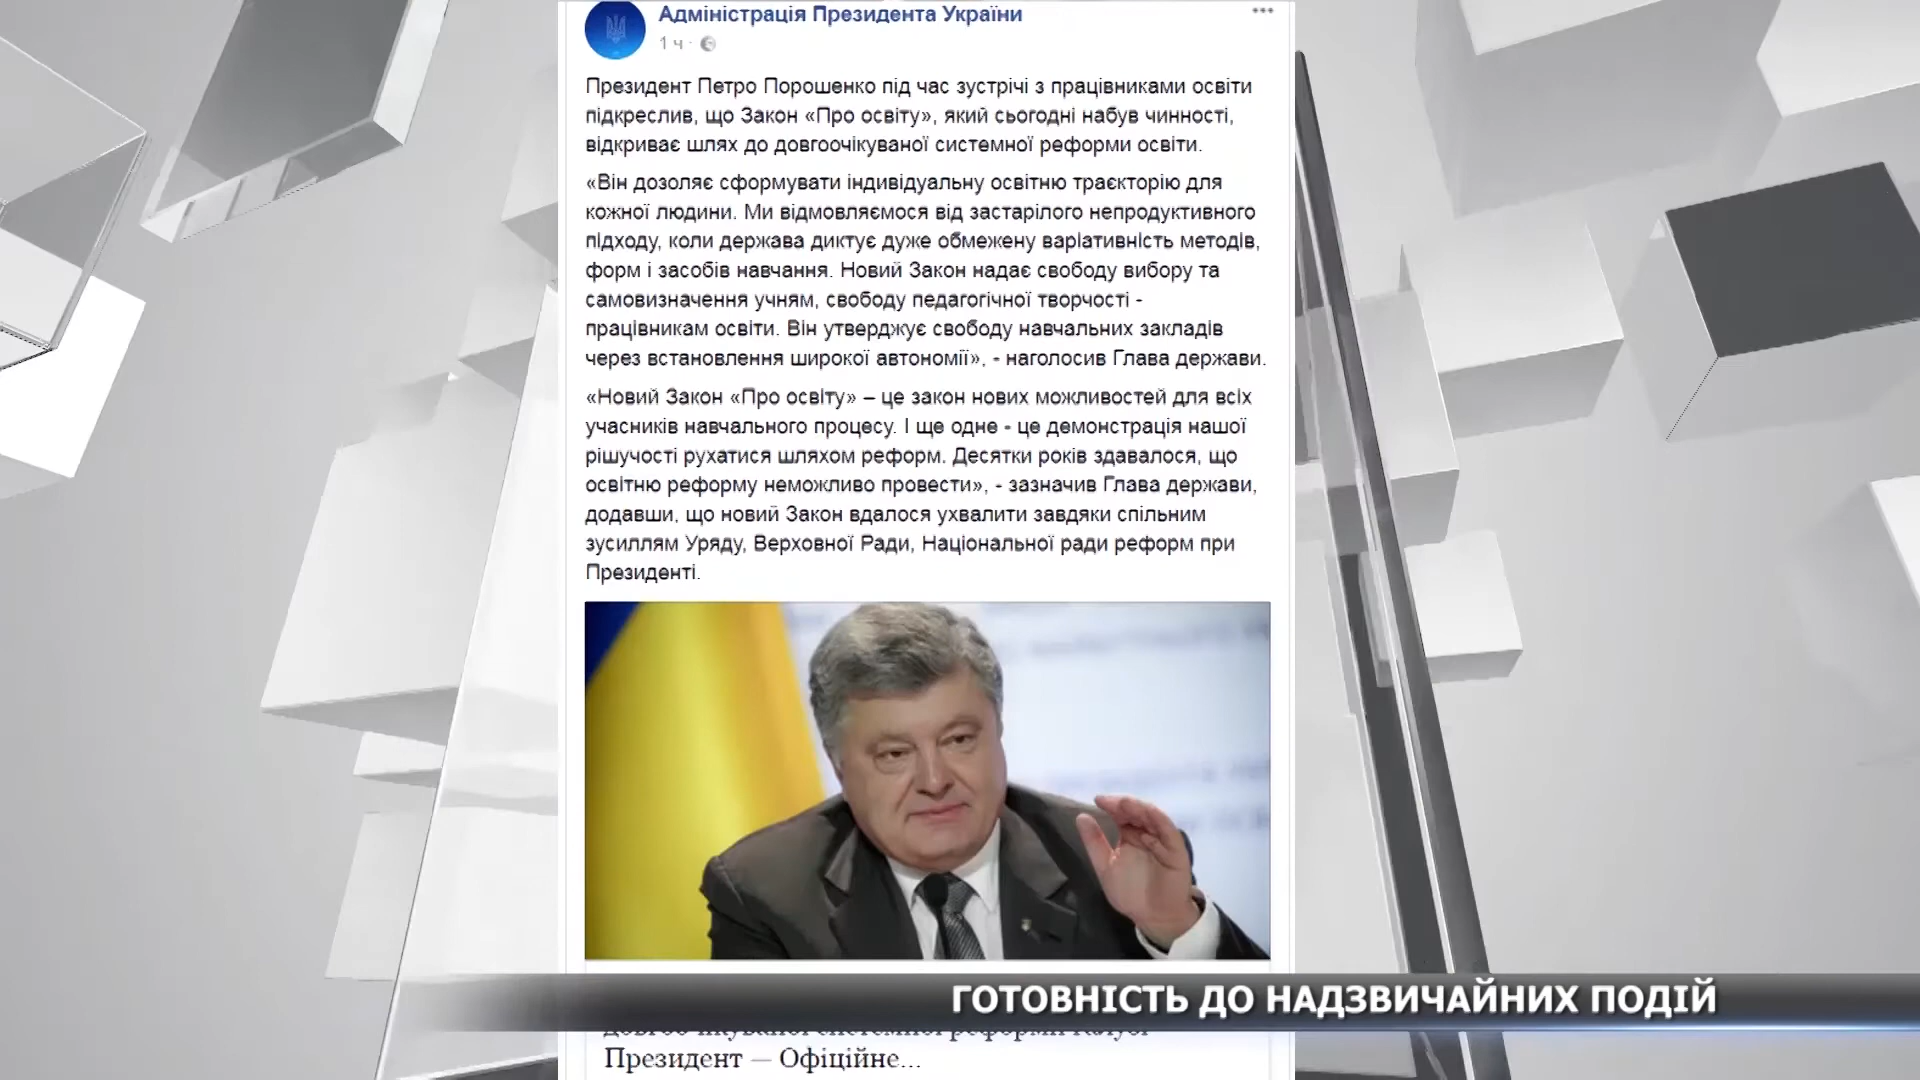 Адміністрація Президента України
1 ч ·
Президент Петро Порошенко під час зустрічі з працівниками освіти
підкреслив, що Закон «Про освіту», який сьогодні набув чинності,
відкриває шлях до довгоочікуваної системної реформи освіти.
«Він дозоляє сформувати індивідуальну освітню траєкторію для
кожної людини. Ми відмовляємося від застарілого непродуктивного
підходу, коли держава диктує дуже обмежену варіативність методів,
форм і засобів навчання. Новий Закон надає свободу вибору та
самовизначення учням, свободу педагогічної творчості -
працівникам освіти. Він утверджує свободу навчальних закладів
через встановлення широкої автономії», - наголосив Глава держави.
«Новий Закон «Про освіту» – це закон нових можливостей для всіх
учасників навчального процесу. І ще одне - це демонстрація нашої
рішучості рухатися шляхом реформ. Десятки років здавалося, що
освітню реформу неможливо провести», - зазначив Глава держави,
додавши, що новий Закон вдалося ухвалити завдяки спільним
зусиллям Уряду, Верховної Ради, Національної ради реформ при
Президенті.
ГОТОВНІСТЬ ДО НАДЗВИЧАЙНИХ ПОДІЙ
Президент — Офіційне...